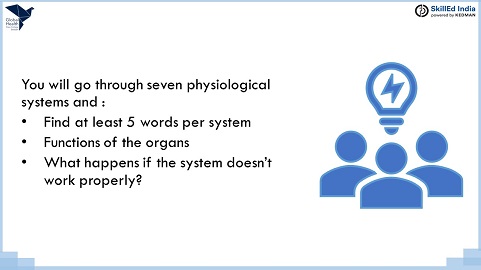 Global
Health
SkillEd India
powered by KEDMAN
You will go through seven physiological
systems and :
• Find at least 5 words per system
• Functions of the organs
• What happens if the system doesn't
work properly?